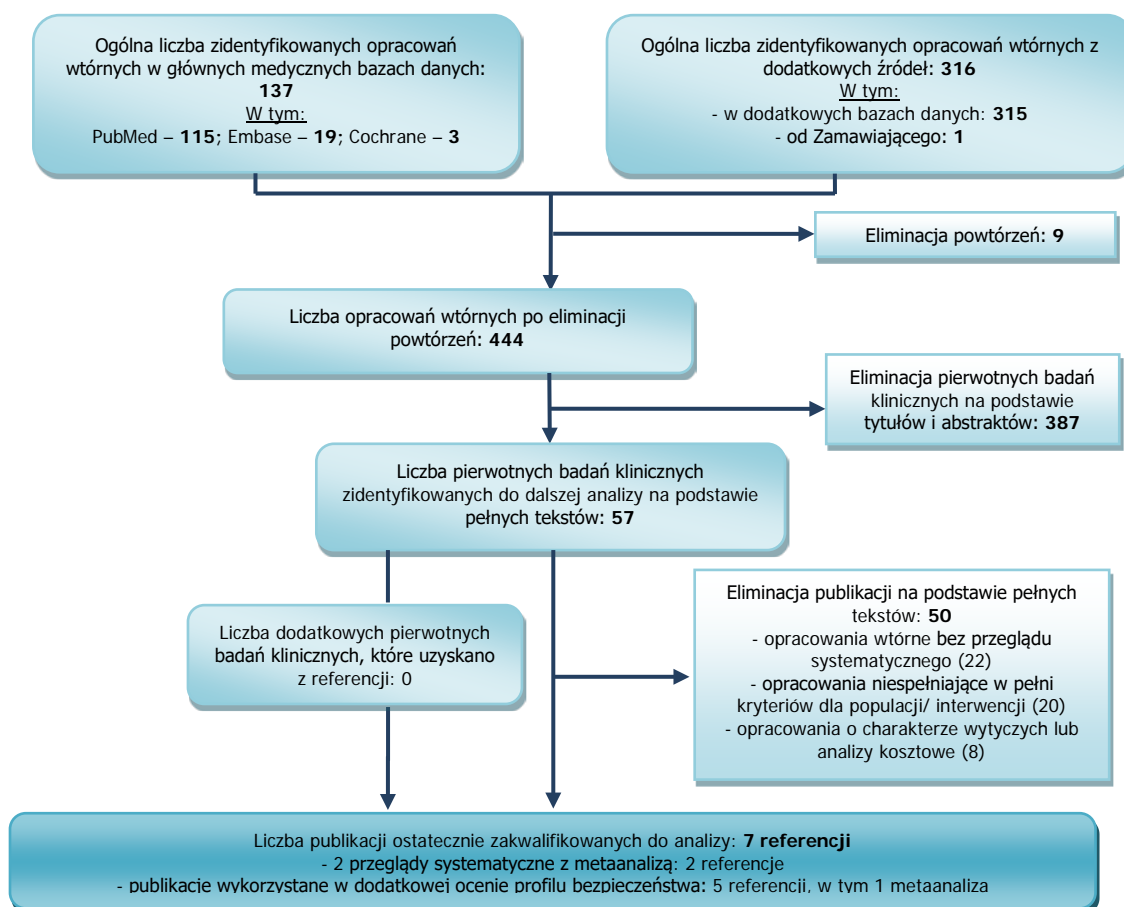 Ogólna liczba zidentyfikowanych opracowań
wtórnych w głównych medycznych bazach danych:
137
W tym:
PubMed – 115; Embase – 19; Cochrane – 3
Ogólna liczba zidentyfikowanych opracowań wtórnych z
dodatkowych źródeł: 316
W tym:
- w dodatkowych bazach danych: 315
- od Zamawiającego: 1
Eliminacja powtórzeń: 9
Liczba opracowań wtórnych po eliminacji
powtórzeń: 444
Eliminacja pierwotnych badań
klinicznych na podstawie
tytułów i abstraktów: 387
Liczba pierwotnych badań klinicznych
zidentyfikowanych do dalszej analizy na podstawie
pełnych tekstów: 57
Liczba dodatkowych pierwotnych
badań klinicznych, które uzyskano
z referencji: 0
Eliminacja publikacji na podstawie pełnych
tekstów: 50
- opracowania wtórne bez przeglądu
systematycznego (22)
- opracowania niespełniające w pełni
kryteriów dla populacji/ interwencji (20)
- opracowania o charakterze wytycznych lub
analizy kosztowe (8)
Liczba publikacji ostatecznie zakwalifikowanych do analizy: 7 referencji
- 2 przeglądy systematyczne z metaanalizą: 2 referencje
- publikacje wykorzystane w dodatkowej ocenie profilu bezpieczeństwa: 5 referencji, w tym 1 metaanaliza